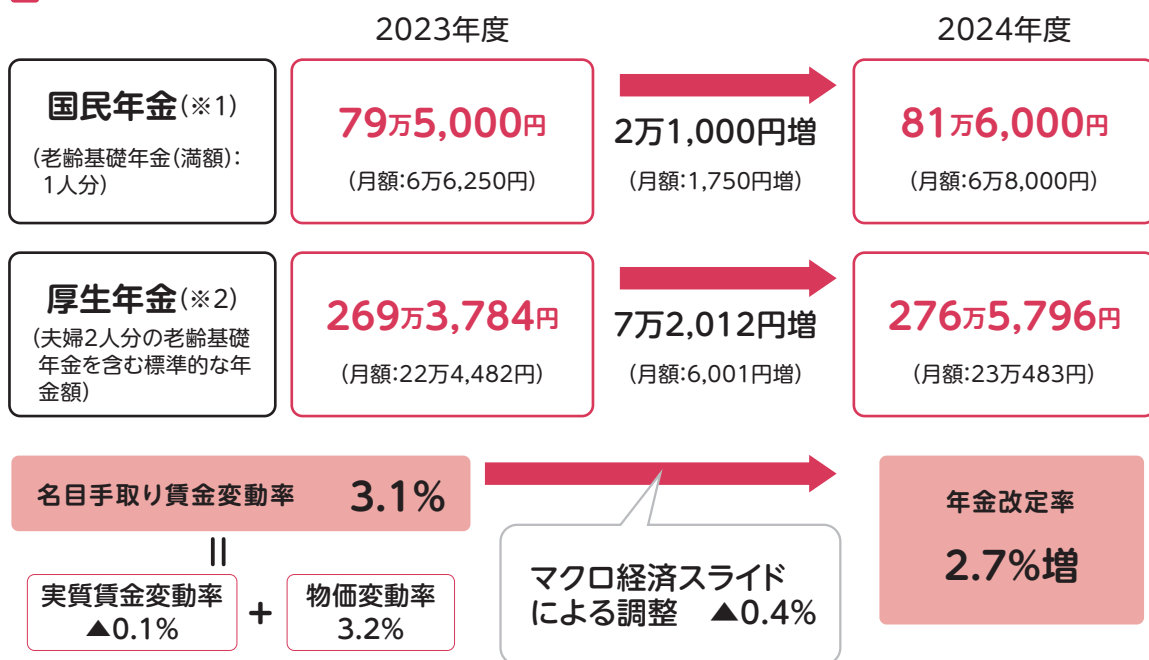 2023年度
2024年度
国民年金(※1)
(老齢基礎年金(満額):
1人分)
79万5,000円
(月額:6万6,250円)
2万1,000円増
(月額:1,750円増)
81万6,000円
(月額:6万8,000円)
厚生年金(※2)
(夫婦2人分の老齢基礎
年金を含む標準的な年
金額)
269万3,784円
(月額:22万4,482円)
7万2,012円増
(月額:6,001円増)
276万5,796円
(月額:23万483円)
名目手取り賃金変動率 3.1%
=
実質賃金変動率
▲0.1%
+
物価変動率
3.2%
マクロ経済スライド
による調整 ▲0.4%
年金改定率
2.7%増